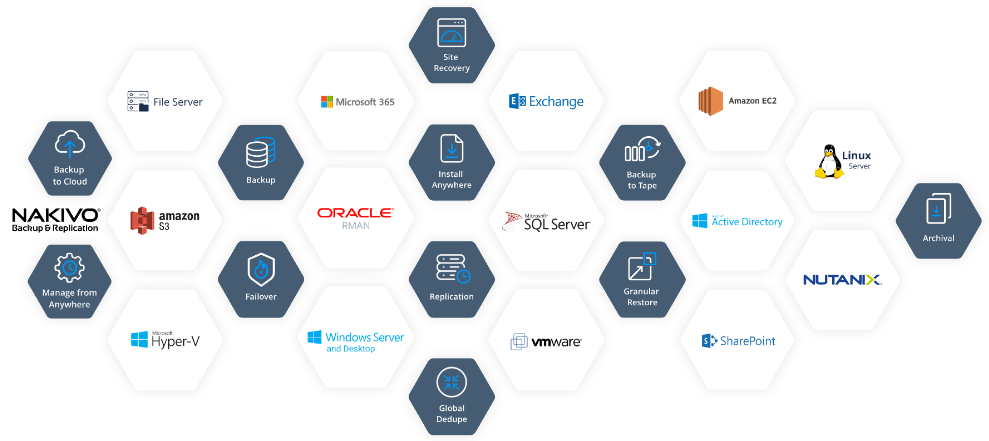 Site
Recovery
File Server
Microsoft 365
Exchange
Amazon EC2
Backup
to Cloud
Backup
Install
Anywhere
Backup
to Tape
Linux
Server
NAKIVO®
Backup & Replication
amazon
S3
ORACLE®
RMAN
Microsoft
SQL Server
Active Directory
Archival
Manage from
Anywhere
Failover
Replication
Granular
Restore
NUTANIX
Microsoft
Hyper-V
Windows Server
and Desktop
vmware®
SharePoint
Global
Dedupe